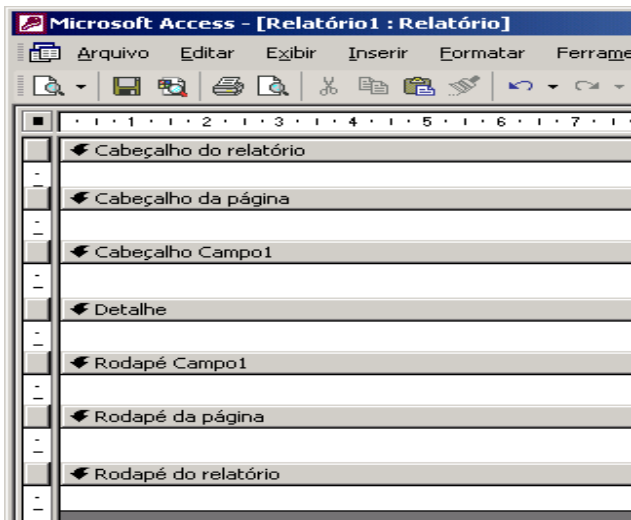 Microsoft Access - [Relatório1 : Relatório]
Arquivo Editar Exibir Inserir Formatar Ferrame
1 2 3 4 5 6 7
Cabeçalho do relatório
Cabeçalho da página
Cabeçalho Campo1
Detalhe
Rodapé Campo1
Rodapé da página
Rodapé do relatório